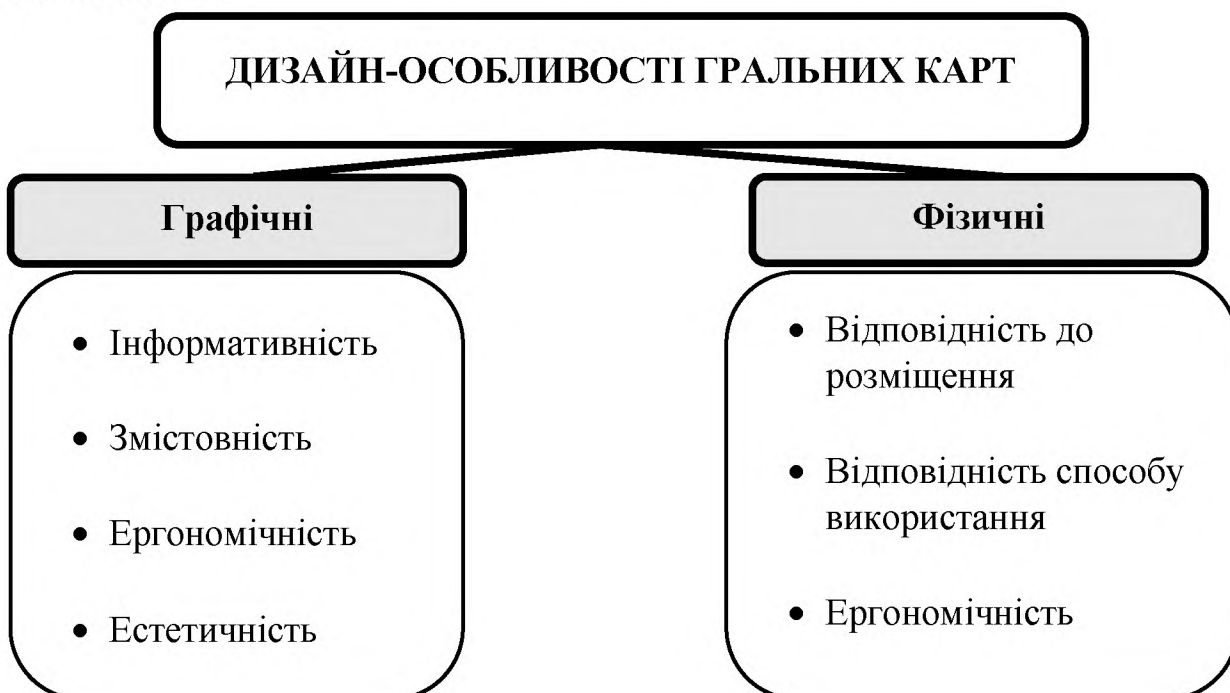 ДИЗАЙН-ОСОБЛИВОСТІ ГРАЛЬНИХ КАРТ
Графічні
• Інформативність
• Змістовність
• Ергономічність
• Естетичність
Фізичні
• Відповідність до
розміщення
• Відповідність способу
використання
• Ергономічність